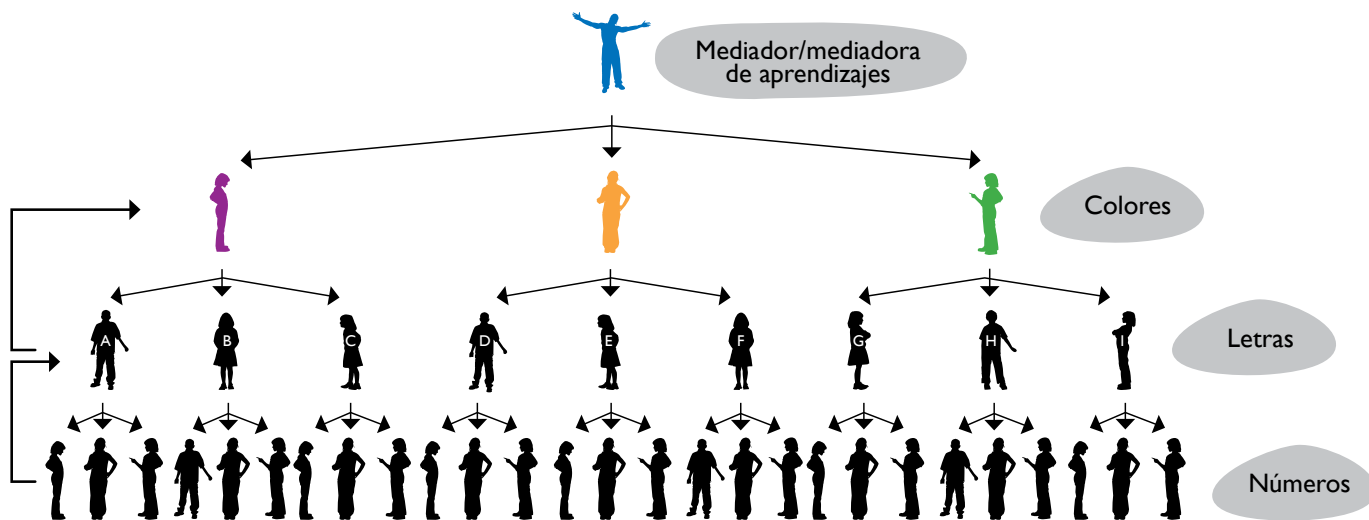 Mediador/mediadora
de aprendizajes
Colores
A
B
C
D
E
F
G
H
I
Letras
Números